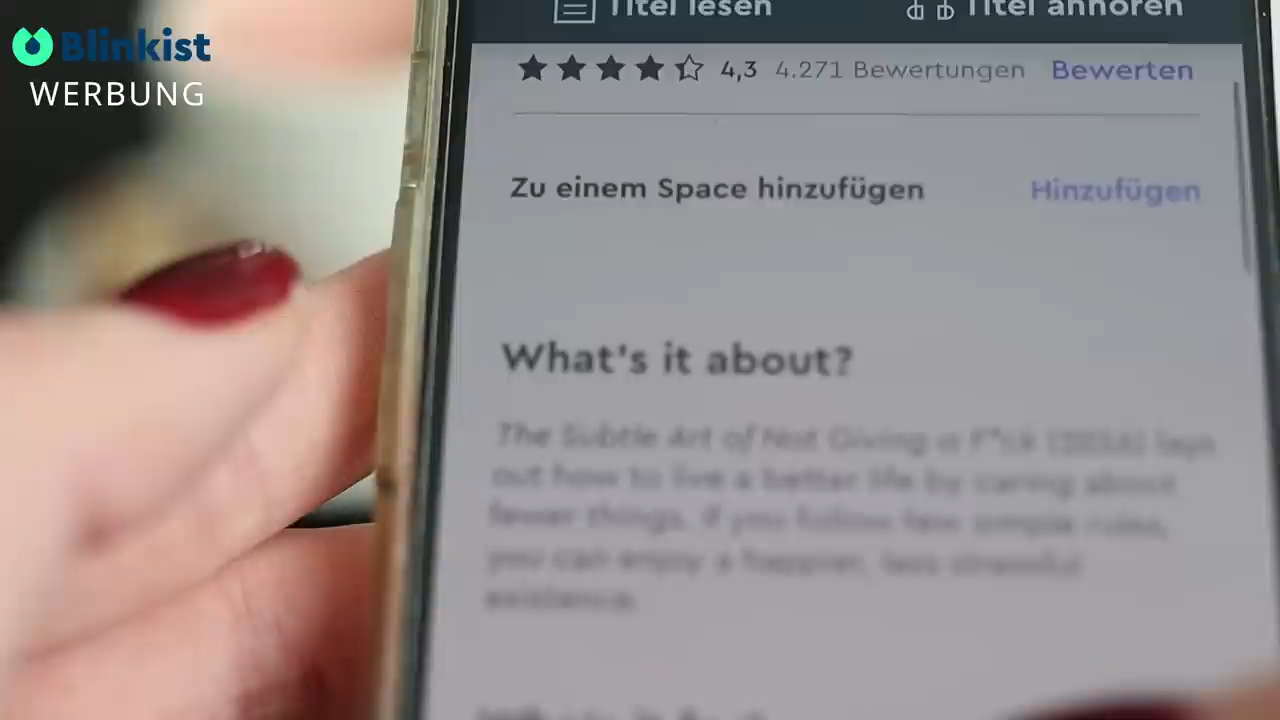 Blinkist
WERBUNG
Titel lesen
Titel anhören
4,3 4.271 Bewertungen Bewerten
Zu einem Space hinzufügen Hinzufügen
What's it about?
The Subtle Art of Not Giving a F*ck (2016) lays
out how to live a better life by caring about
fewer things. If you follow few simple rules,
you can enjoy a happier, less stressful
existence.